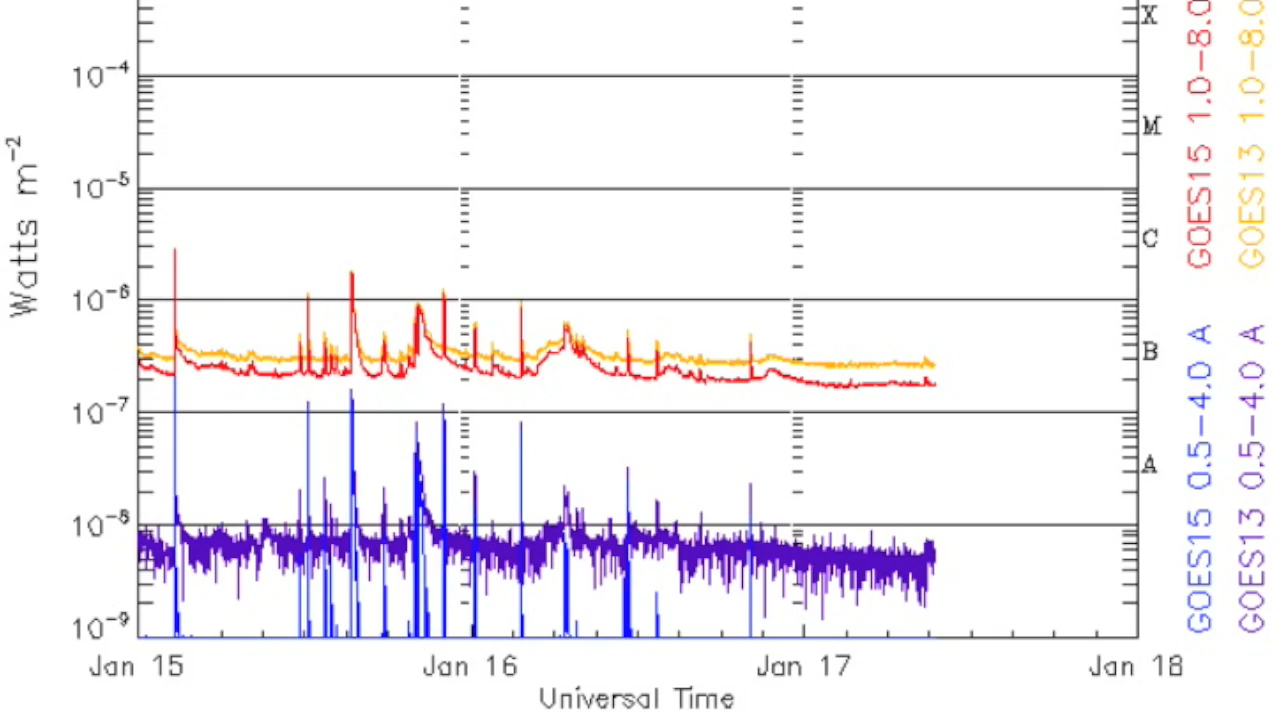 X
10⁻⁴
M
10⁻⁵
C
10⁻⁶
B
10⁻⁷
A
10⁻⁸
10⁻⁹
Watts m⁻²
Jan 15 Jan 16 Jan 17 Jan 18
Universal Time
GOES15 0.5-4.0 A GOES15 1.0-8.0
GOES13 0.5-4.0 A GOES13 1.0-8.0